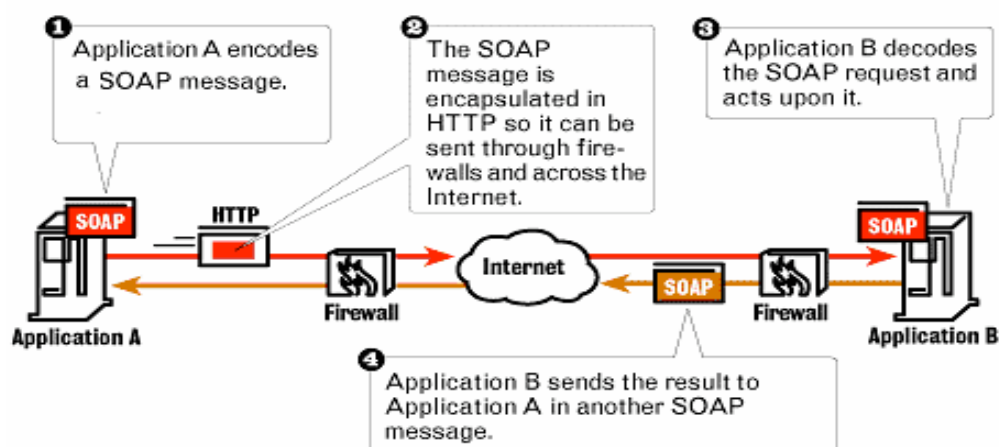 1
Application A encodes
a SOAP message.
2
The SOAP
message is
encapsulated in
HTTP so it can be
sent through fire-
walls and across the
Internet.
3
Application B decodes
the SOAP request and
acts upon it.
SOAP
HTTP
SOAP
Internet
SOAP
Firewall
Firewall
Application A
Application B
4
Application B sends the result to
Application A in another SOAP
message.